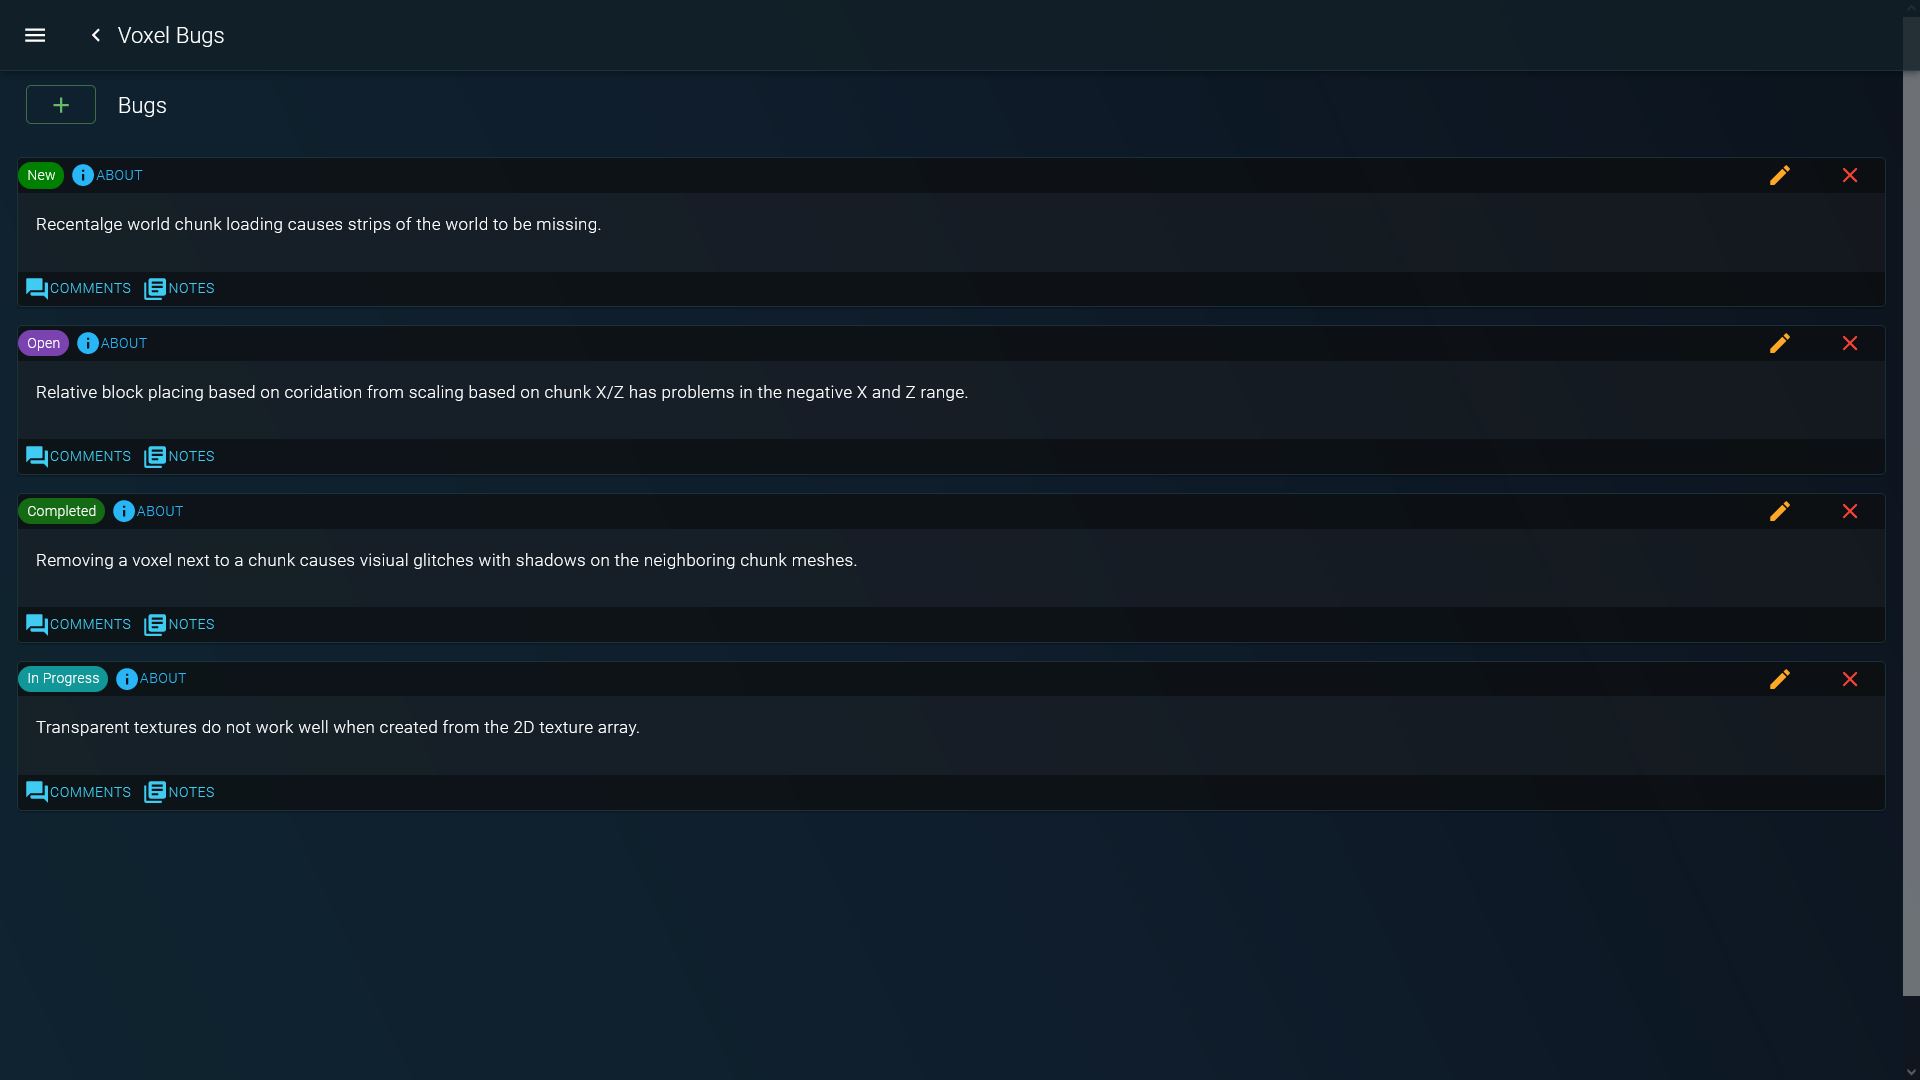 Voxel Bugs
Bugs
New ABOUT
Recentalge world chunk loading causes strips of the world to be missing.
COMMENTS NOTES
Open ABOUT
Relative block placing based on coridation from scaling based on chunk X/Z has problems in the negative X and Z range.
COMMENTS NOTES
Completed ABOUT
Removing a voxel next to a chunk causes visiual glitches with shadows on the neighboring chunk meshes.
COMMENTS NOTES
In Progress ABOUT
Transparent textures do not work well when created from the 2D texture array.
COMMENTS NOTES